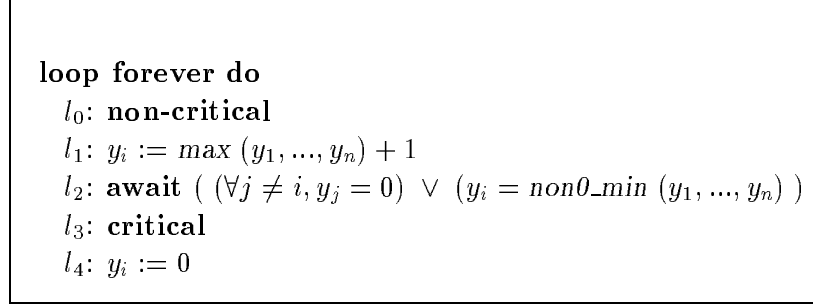 loop forever do
l₀: non-critical
l₁: yᵢ := max (y₁, ..., yₙ) + 1
l₂: await ( (∀j ≠ i, yⱼ = 0) ∨ (yᵢ = non0_min (y₁, ..., yₙ) )
l₃: critical
l₄: yᵢ := 0